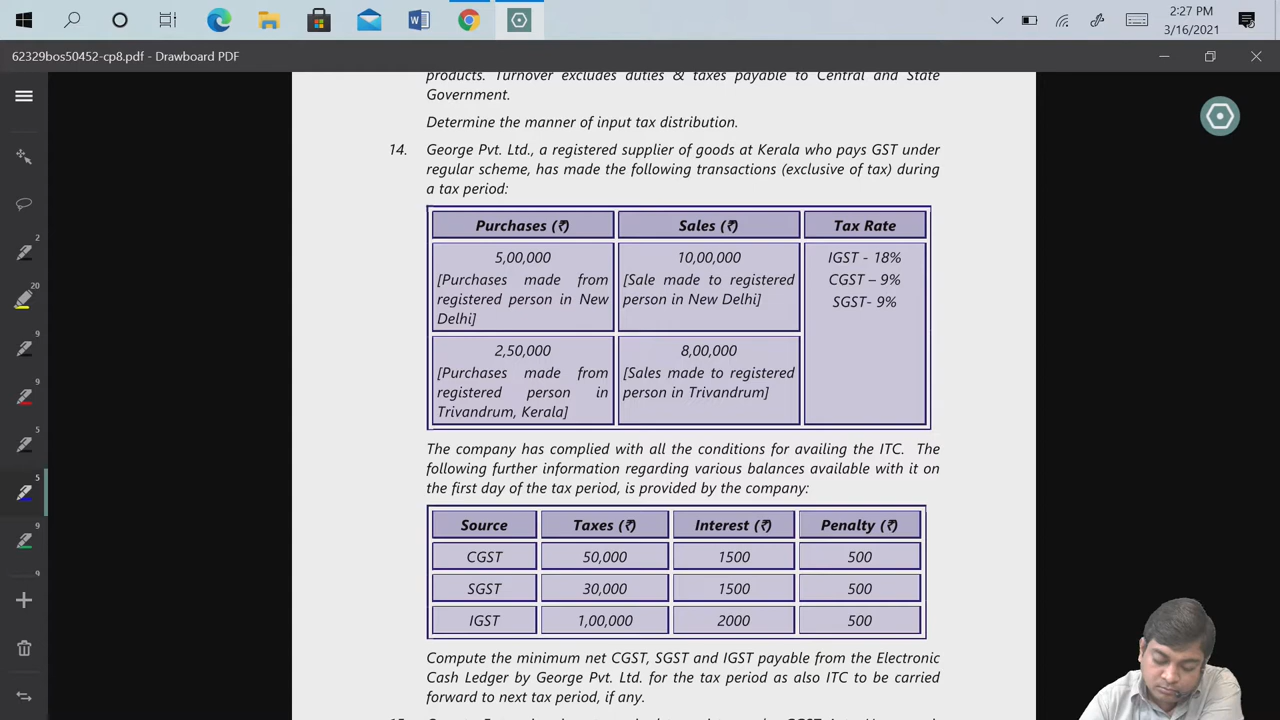 2:27 PM
3/16/2021
62329bos50452-cp8.pdf - Drawboard PDF
products. Turnover excludes duties & taxes payable to Central and State
Government.
Determine the manner of input tax distribution.
14. George Pvt. Ltd., a registered supplier of goods at Kerala who pays GST under
regular scheme, has made the following transactions (exclusive of tax) during
a tax period:
Purchases (₹) Sales (₹) Tax Rate
5,00,000 10,00,000 IGST - 18%
[Purchases made from [Sale made to registered CGST – 9%
registered person in New person in New Delhi] SGST- 9%
Delhi]
2,50,000 8,00,000
[Purchases made from [Sales made to registered
registered person in person in Trivandrum]
Trivandrum, Kerala]
The company has complied with all the conditions for availing the ITC. The
following further information regarding various balances available with it on
the first day of the tax period, is provided by the company:
Source Taxes (₹) Interest (₹) Penalty (₹)
CGST 50,000 1500 500
SGST 30,000 1500 500
IGST 1,00,000 2000 500
Compute the minimum net CGST, SGST and IGST payable from the Electronic
Cash Ledger by George Pvt. Ltd. for the tax period as also ITC to be carried
forward to next tax period, if any.
2
20
9
9
5
5
9